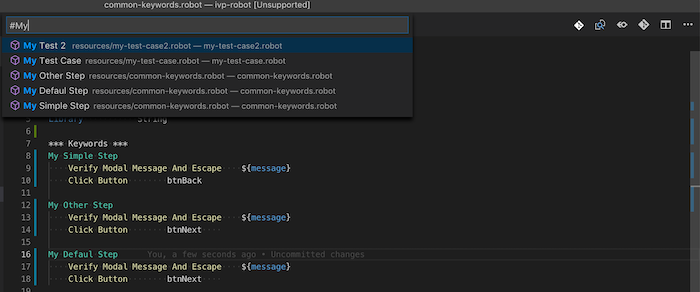 common-keywords.robot — ivp-robot [Unsupported]
#My
My Test 2 resources/my-test-case2.robot — my-test-case2.robot
My Test Case resources/my-test-case.robot — my-test-case.robot
My Other Step resources/common-keywords.robot — common-keywords.robot
My Defaul Step resources/common-keywords.robot — common-keywords.robot
My Simple Step resources/common-keywords.robot — common-keywords.robot
5 Library String
6
7 *** Keywords ***
8 My Simple Step
9 Verify Modal Message And Escape ${message}
10 Click Button btnBack
11
12 My Other Step
13 Verify Modal Message And Escape ${message}
14 Click Button btnNext
15
16 My Defaul Step You, a few seconds ago • Uncommitted changes
17 Verify Modal Message And Escape ${message}
18 Click Button btnNext